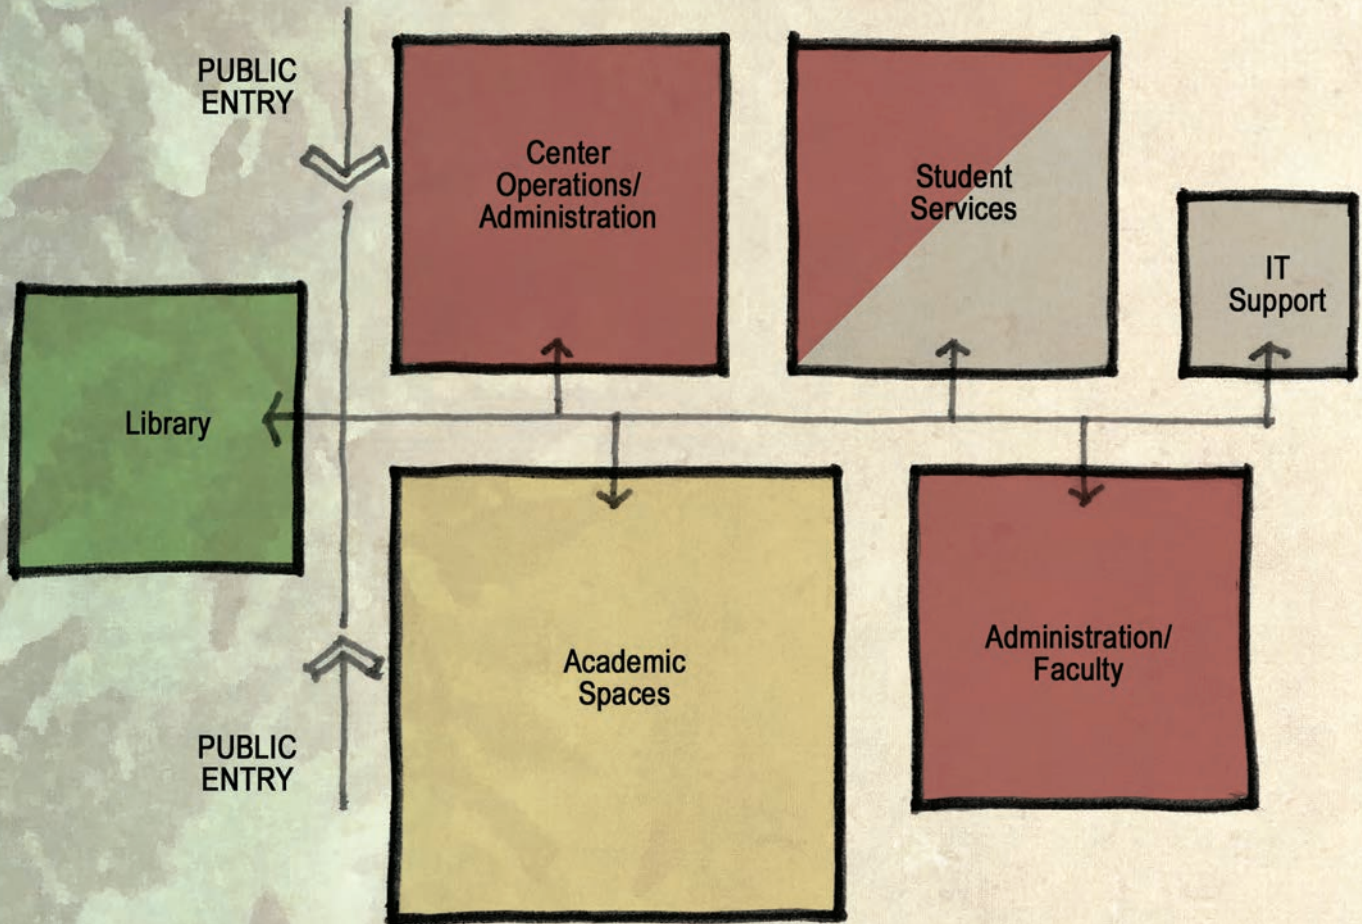 PUBLIC
ENTRY
Center
Operations/
Administration
Student
Services
IT
Support
Library
Academic
Spaces
Administration/
Faculty
PUBLIC
ENTRY